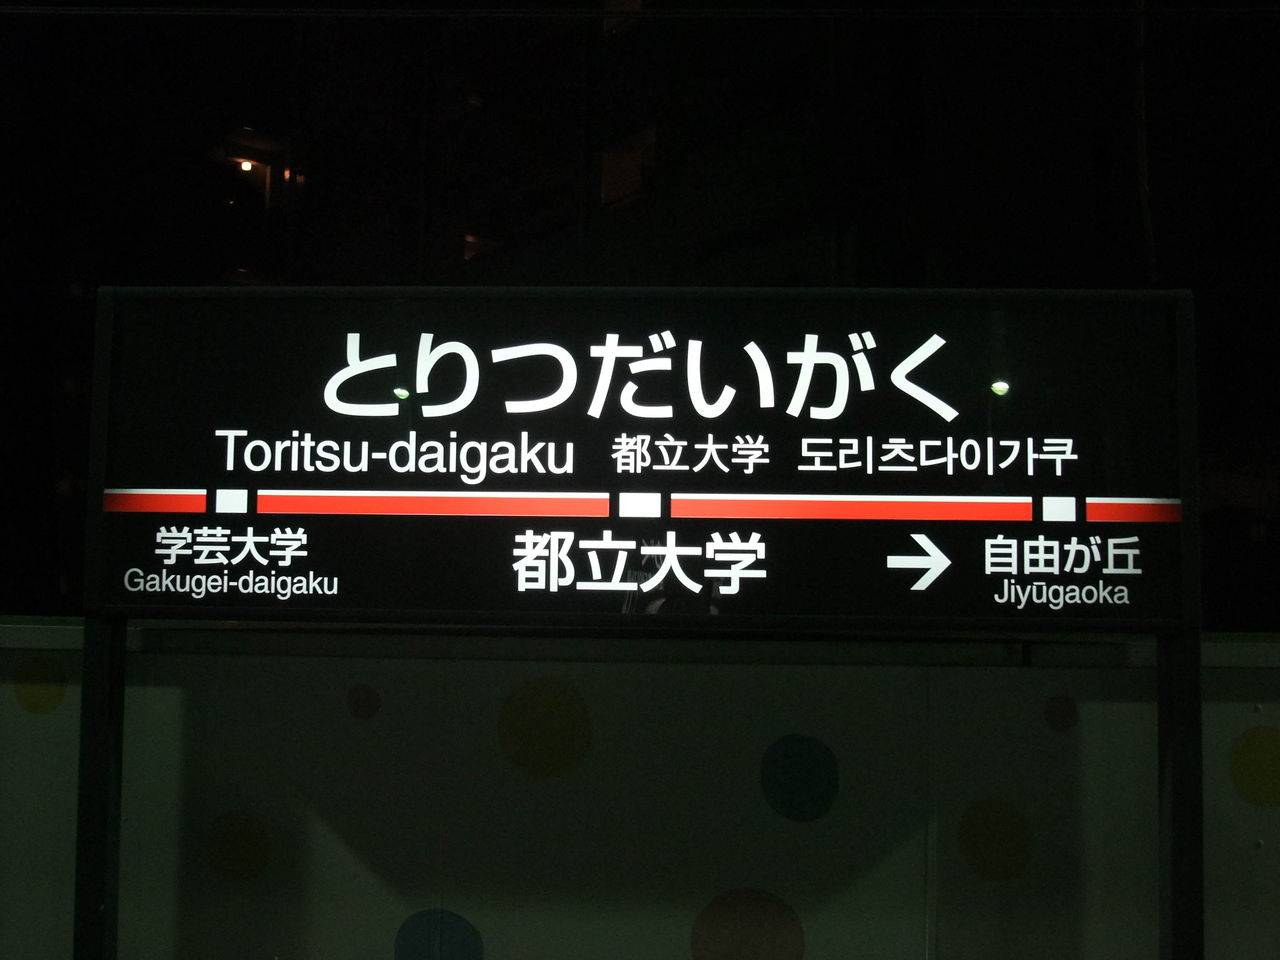 とりつだいがく
Toritsu-daigaku 都立大学 도리츠다이가쿠
学芸大学 都立大学 → 自由が丘
Gakugei-daigaku Jiyūgaoka